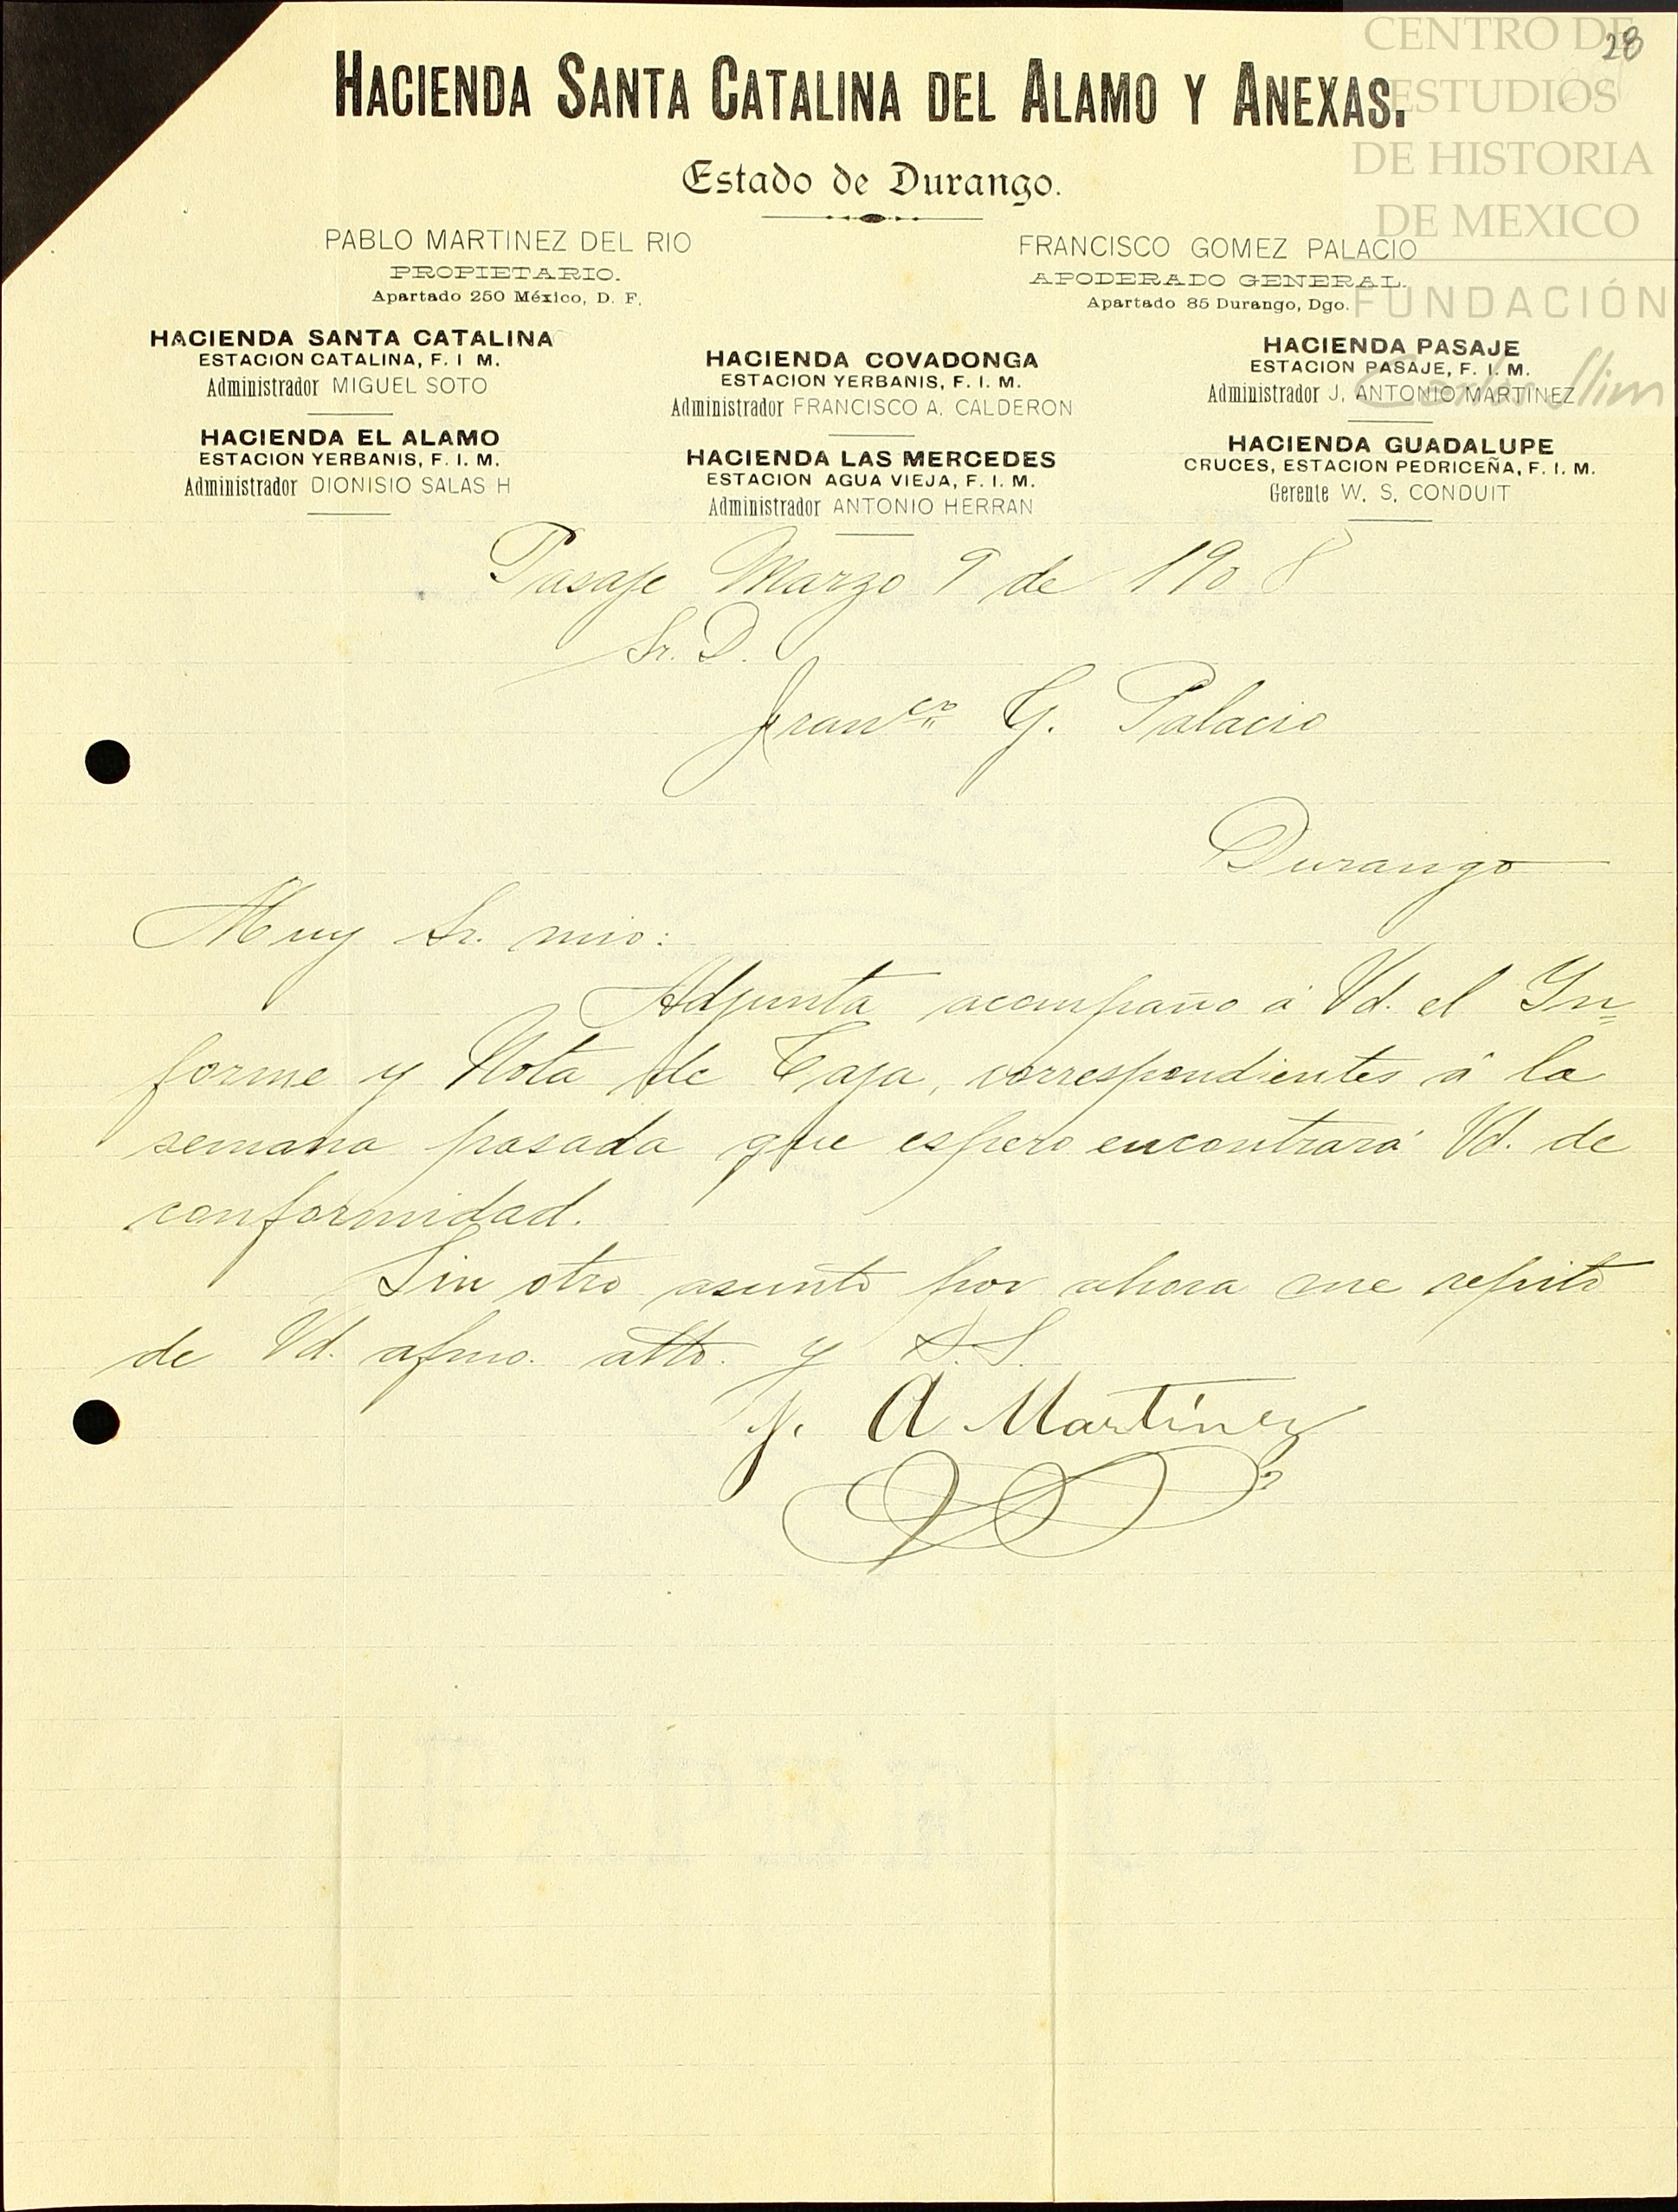 28
CENTRO DE
ESTUDIOS
DE HISTORIA
DE MEXICO
FUNDACIÓN
Carlos Slim
HACIENDA SANTA CATALINA DEL ALAMO Y ANEXAS.
Estado de Durango.
PABLO MARTINEZ DEL RIO
PROPIETARIO.
Apartado 250 México, D. F.
FRANCISCO GOMEZ PALACIO
APODERADO GENERAL.
Apartado 85 Durango, Dgo.
HACIENDA SANTA CATALINA
ESTACION CATALINA, F. I M.
Administrador MIGUEL SOTO
HACIENDA EL ALAMO
ESTACION YERBANIS, F. I. M.
Administrador DIONISIO SALAS H
HACIENDA COVADONGA
ESTACION YERBANIS, F. I. M.
Administrador FRANCISCO A. CALDERON
HACIENDA LAS MERCEDES
ESTACION AGUA VIEJA, F. I. M.
Administrador ANTONIO HERRAN
HACIENDA PASAJE
ESTACION PASAJE, F. I. M.
Administrador J. ANTONIO MARTINEZ
HACIENDA GUADALUPE
CRUCES, ESTACION PEDRICEÑA, F. I. M.
Gerente W. S. CONDUIT
Pasaje Marzo 9 de 1908
Sr. D.
Franco. G. Palacio
Durango
Muy Sr. mio:
Adjunta acompaño á Vd. el In=
forme y Nota de Caja, correspondientes á la
semana pasada que espero encontrará Vd. de
conformidad.
Sin otro asunto por ahora me repito
de Vd. afmo. atto. y S.S.
J. A Martínez